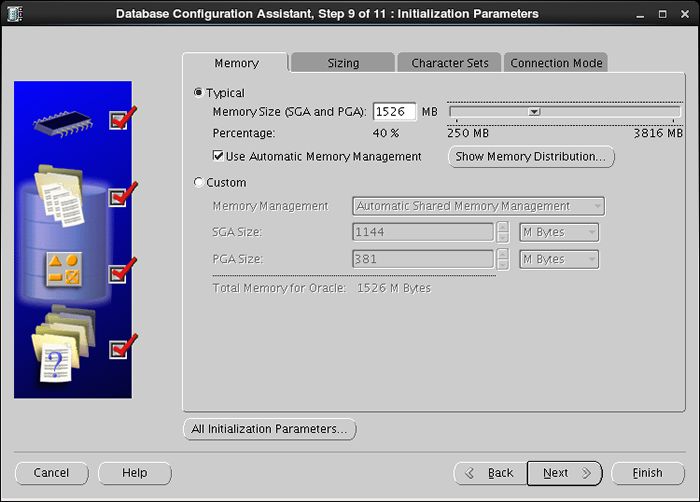 Database Configuration Assistant, Step 9 of 11 : Initialization Parameters
Memory Sizing Character Sets Connection Mode
Typical
Memory Size (SGA and PGA): 1526 MB
Percentage: 40 % 250 MB 3816 MB
Use Automatic Memory Management Show Memory Distribution...
Custom
Memory Management Automatic Shared Memory Management
SGA Size: 1144 M Bytes
PGA Size: 381 M Bytes
Total Memory for Oracle: 1526 M Bytes
?
All Initialization Parameters...
Cancel Help Back Next Finish